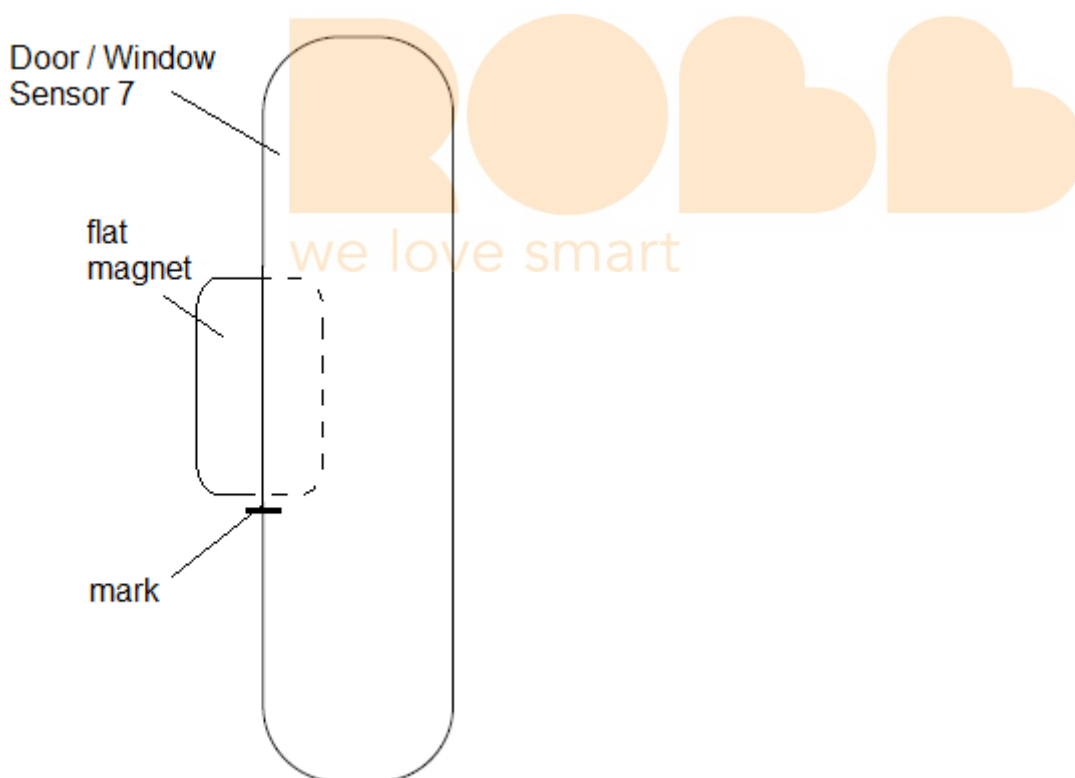 Door / Window
Sensor 7
ROBB
we love smart
flat
magnet
mark